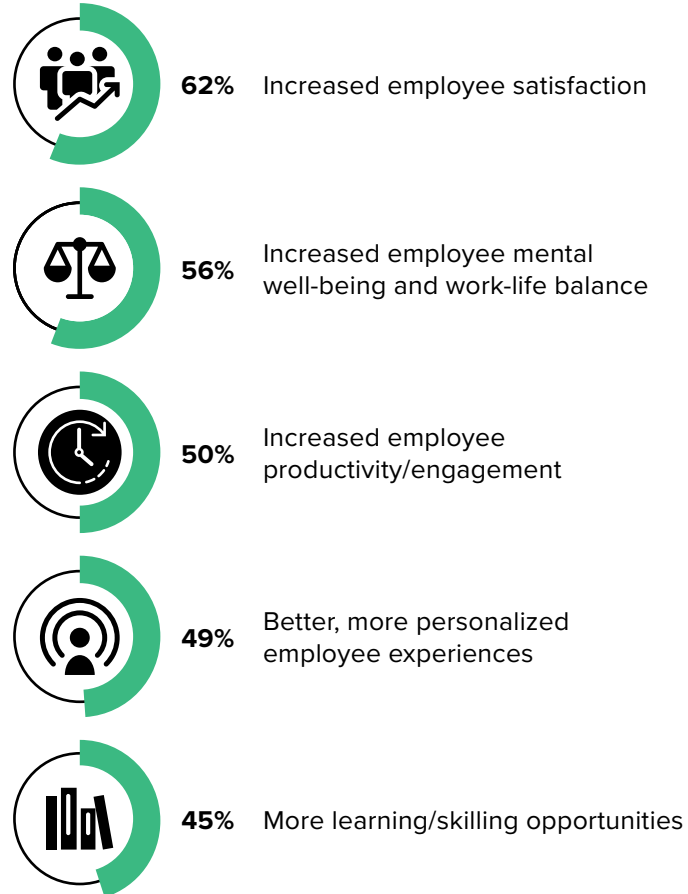 62% Increased employee satisfaction
56% Increased employee mental
well-being and work-life balance
50% Increased employee
productivity/engagement
49% Better, more personalized
employee experiences
45% More learning/skilling opportunities